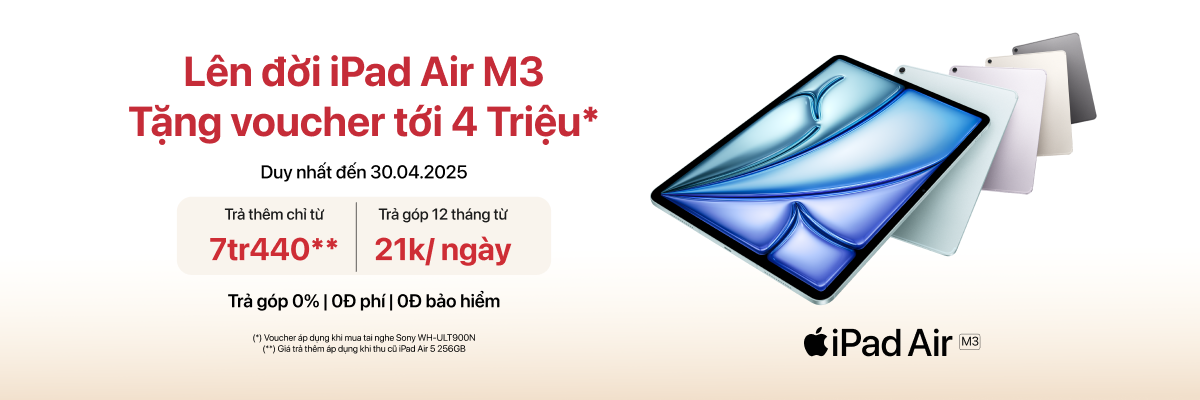 Lên đời iPad Air M3
Tặng voucher tới 4 Triệu*
Duy nhất đến 30.04.2025
Trả thêm chỉ từ
7tr440**
Trả góp 12 tháng từ
21k/ ngày
Trả góp 0% | 0Đ phí | 0Đ bảo hiểm
(*) Voucher áp dụng khi mua tai nghe Sony WH-ULT900N
(**) Giá trả thêm áp dụng khi thu cũ iPad Air 5 256GB
iPad Air M3